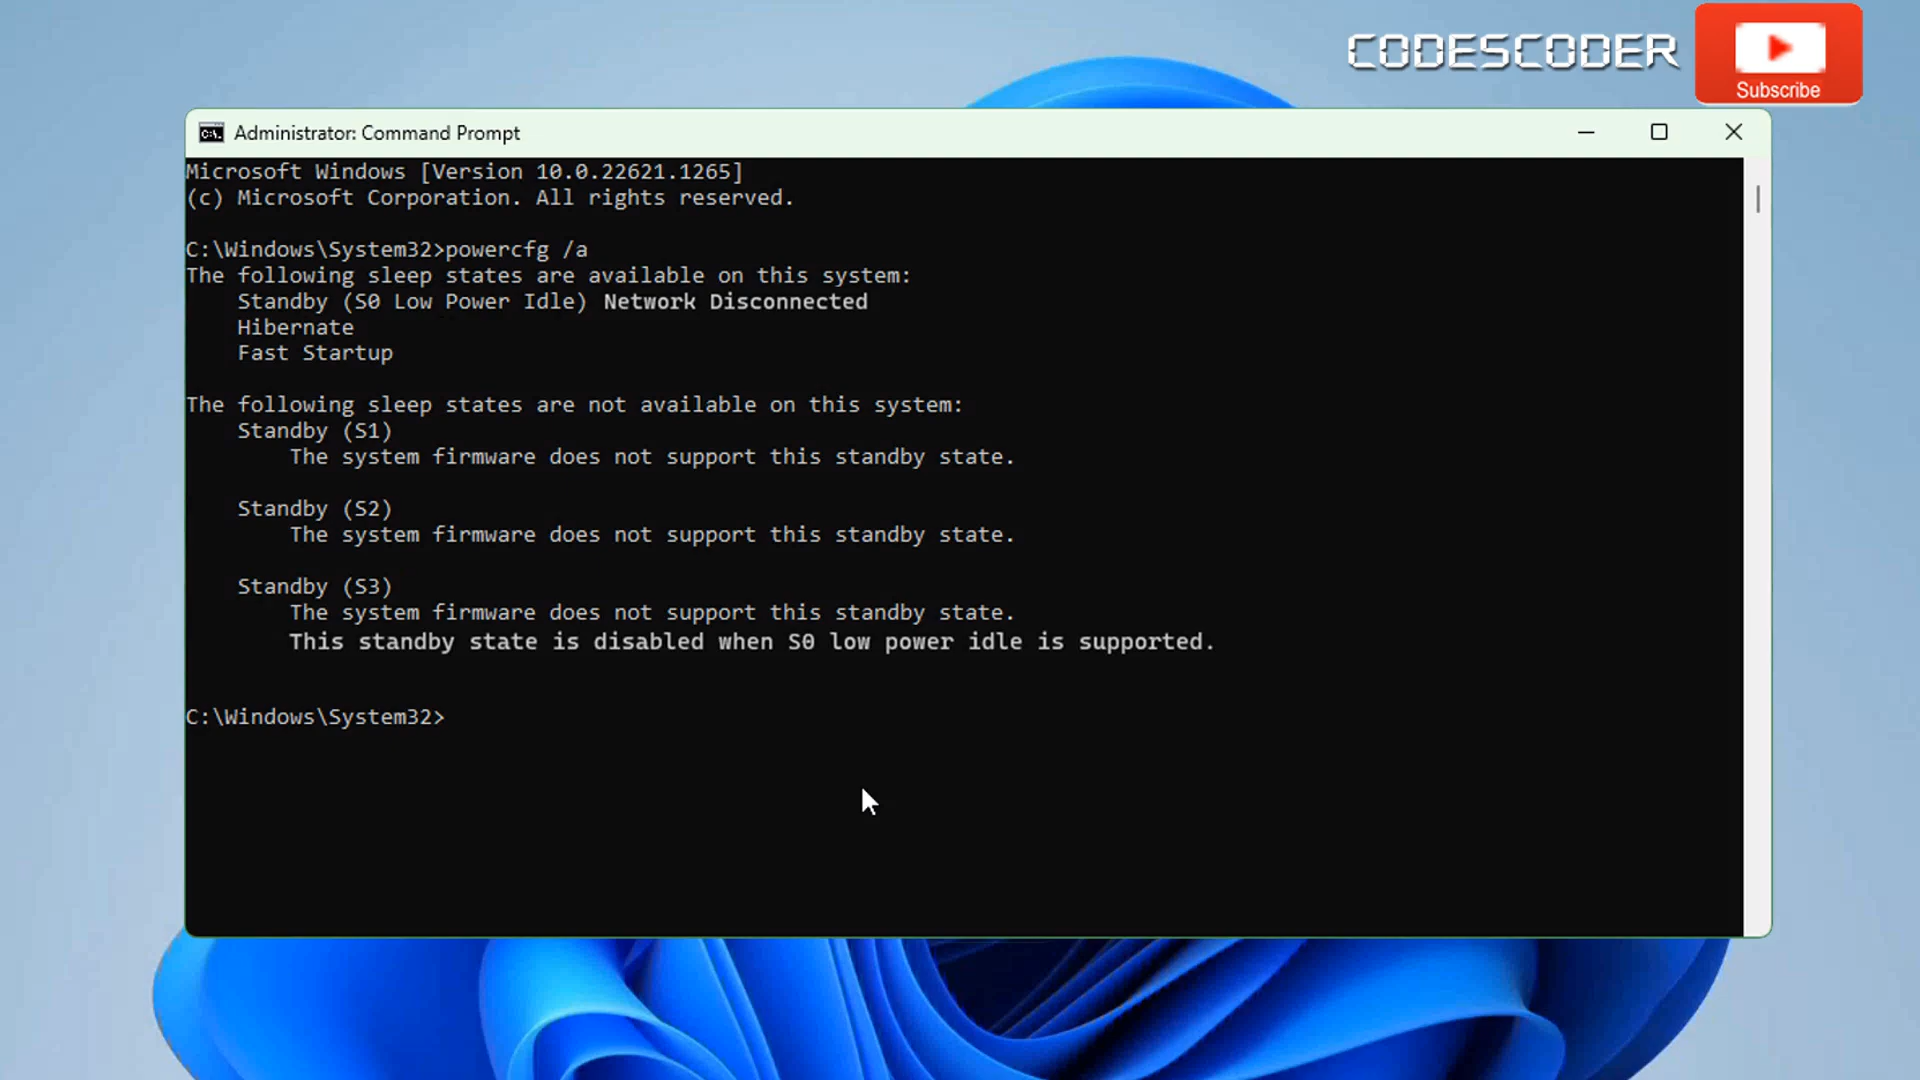 CODESCODER
Subscribe
Administrator: Command Prompt
Microsoft Windows [Version 10.0.22621.1265]
(c) Microsoft Corporation. All rights reserved.
C:\Windows\System32>powercfg /a
The following sleep states are available on this system:
Standby (S0 Low Power Idle) Network Disconnected
Hibernate
Fast Startup
The following sleep states are not available on this system:
Standby (S1)
The system firmware does not support this standby state.
Standby (S2)
The system firmware does not support this standby state.
Standby (S3)
The system firmware does not support this standby state.
This standby state is disabled when S0 low power idle is supported.
C:\Windows\System32>